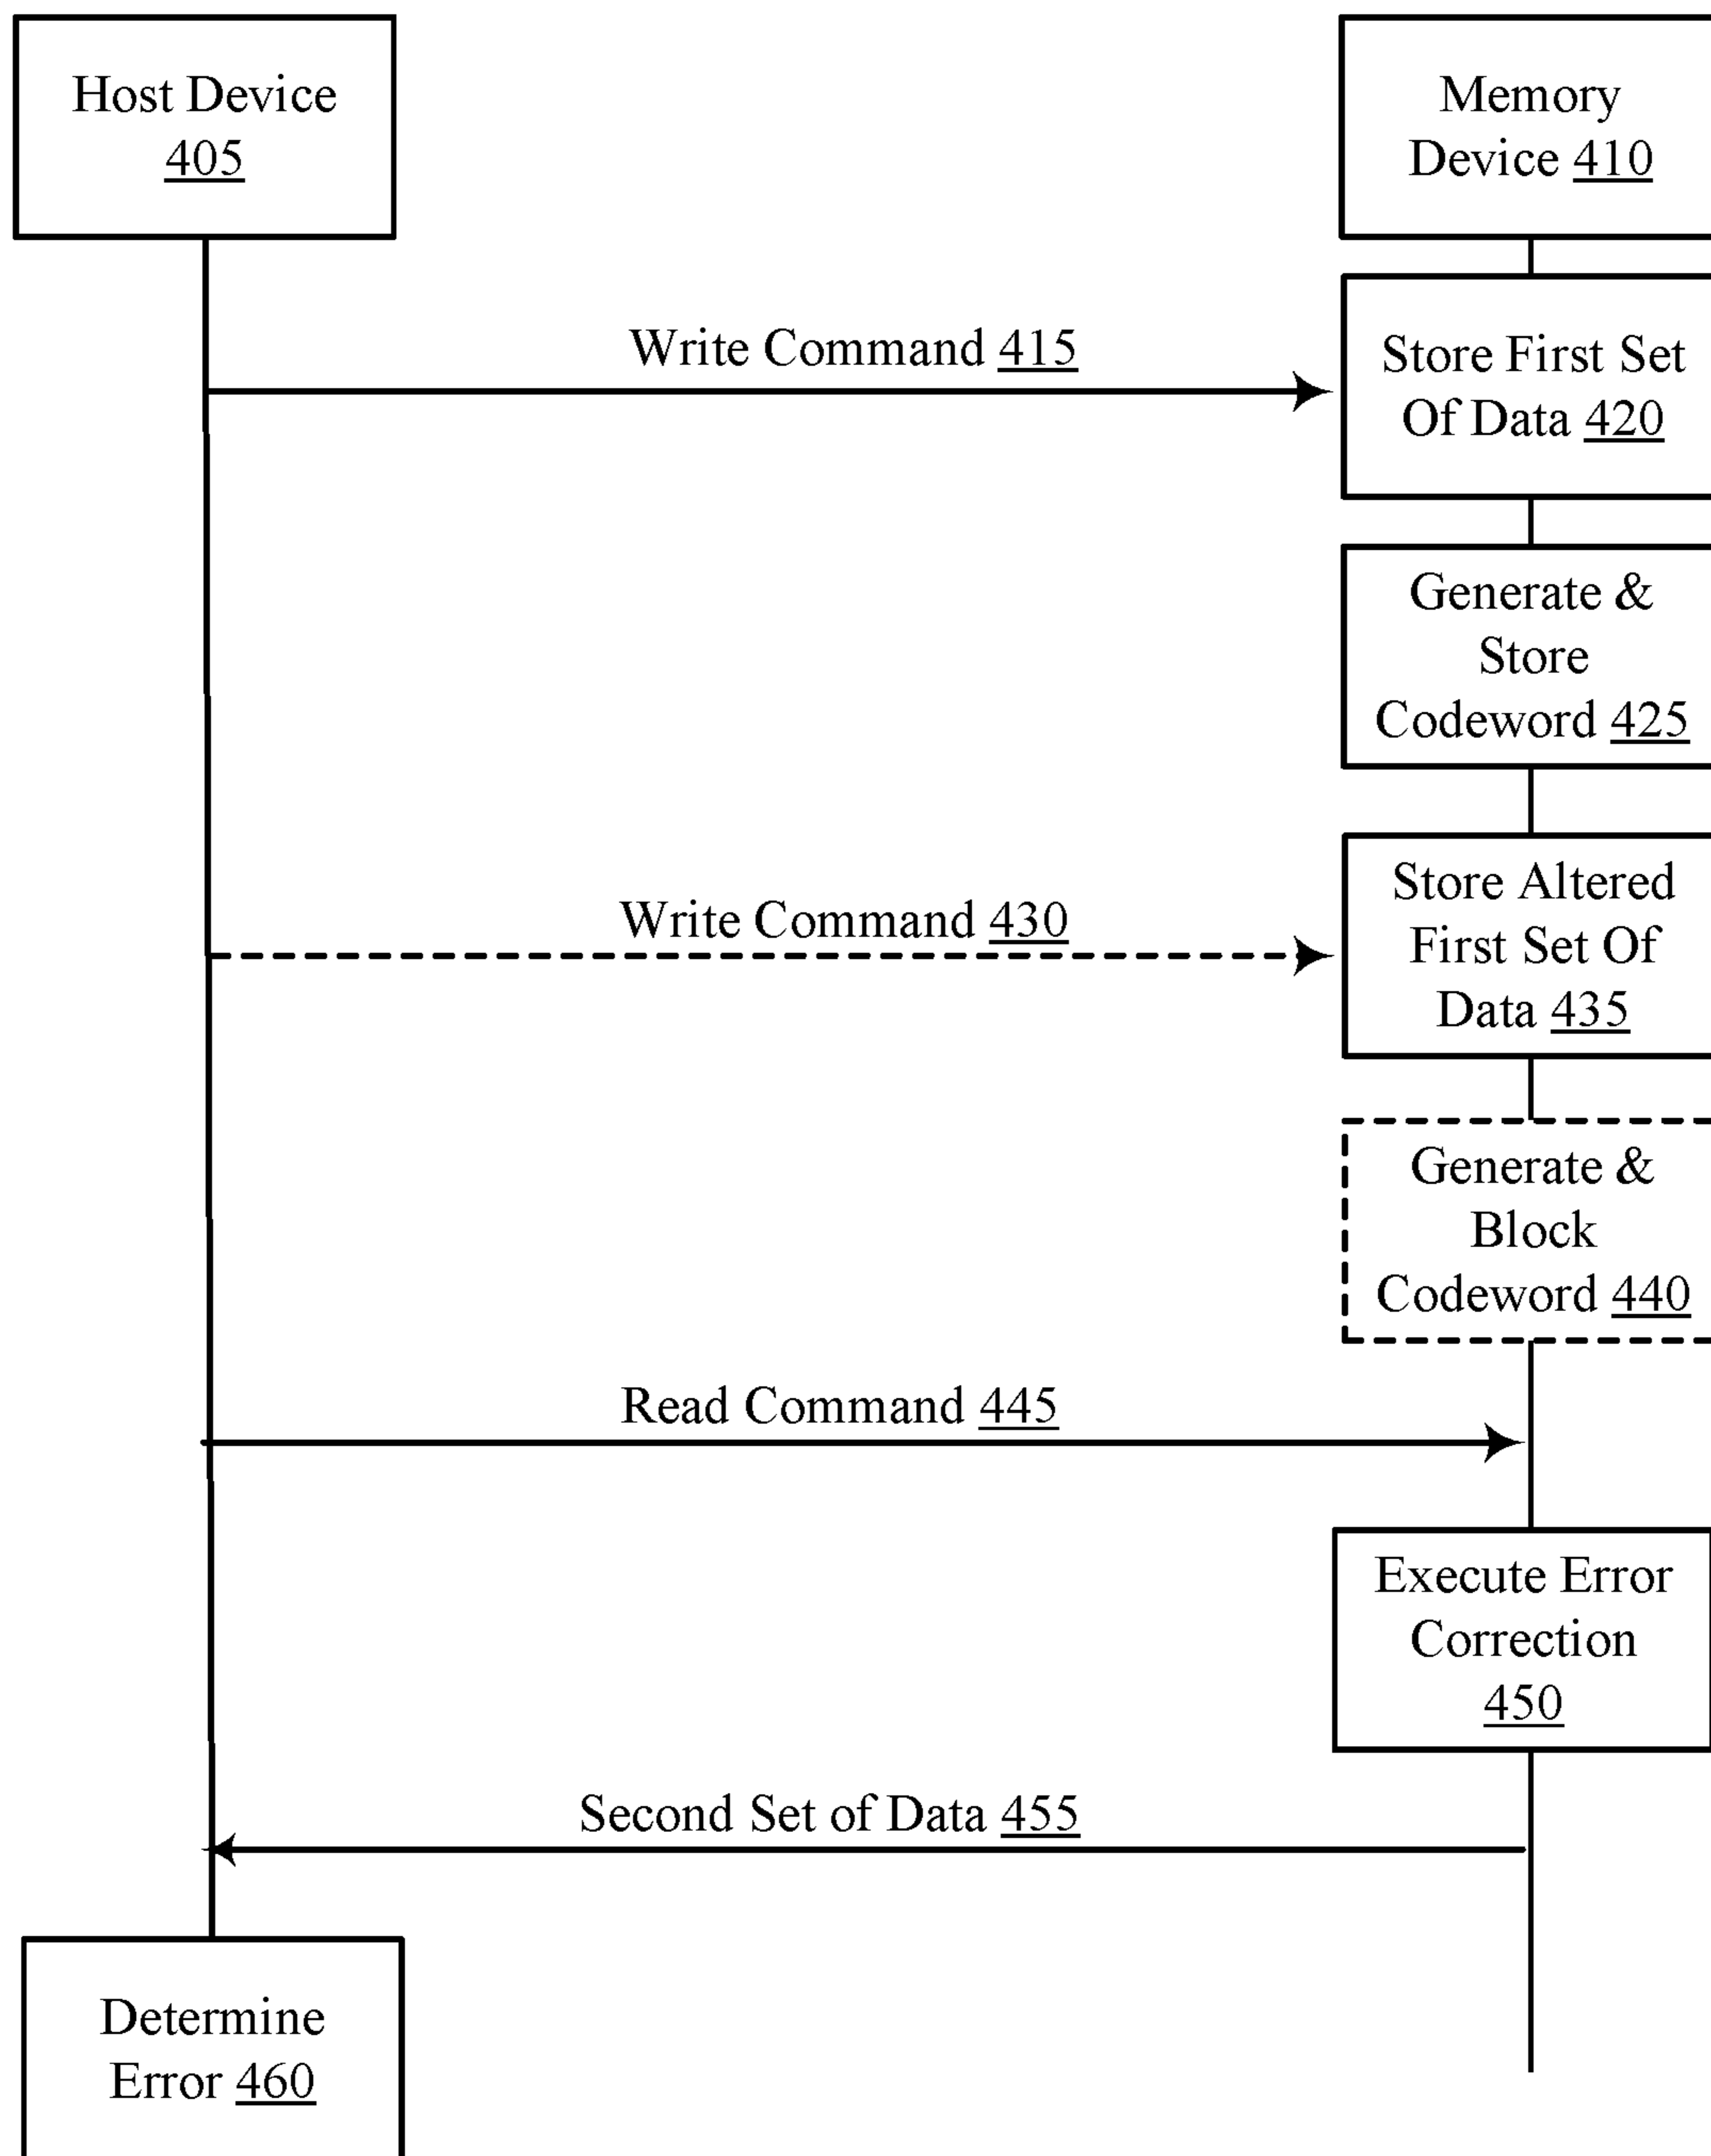 Host Device
405
Memory
Device 410
Write Command 415
Store First Set
Of Data 420
Generate &
Store
Codeword 425
Write Command 430
Store Altered
First Set Of
Data 435
Generate &
Block
Codeword 440
Read Command 445
Execute Error
Correction
450
Second Set of Data 455
Determine
Error 460